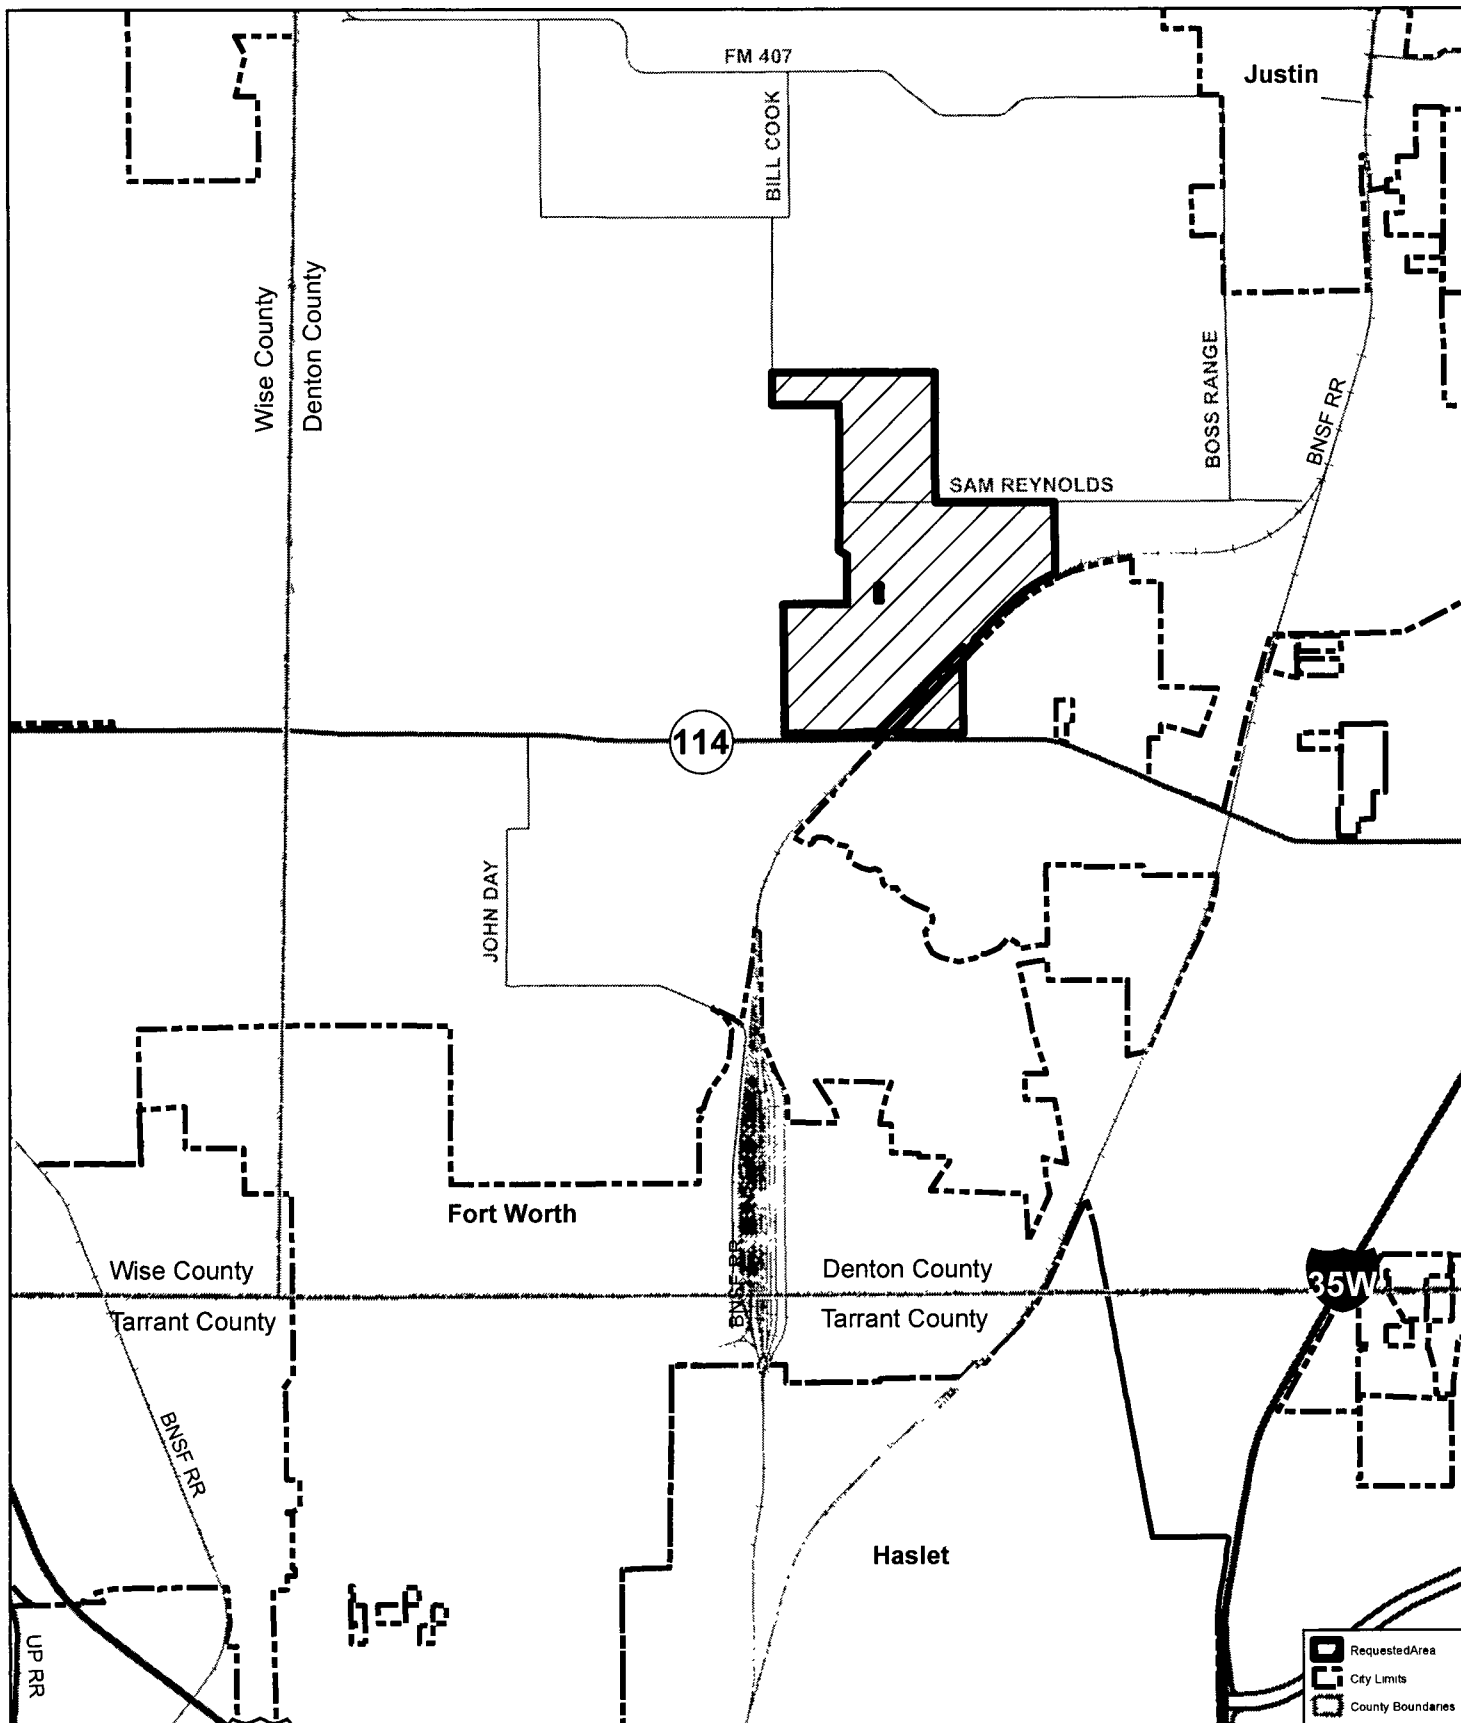 FM 407
Justin
BILL COOK
Wise County
Denton County
BOSS RANGE
BNSF RR
SAM REYNOLDS
114
JOHN DAY
Fort Worth
Wise County
Denton County
BNSF RR
35W
Tarrant County
Tarrant County
BNSF RR
Haslet
UP RR
RequestedArea
City Limits
County Boundaries